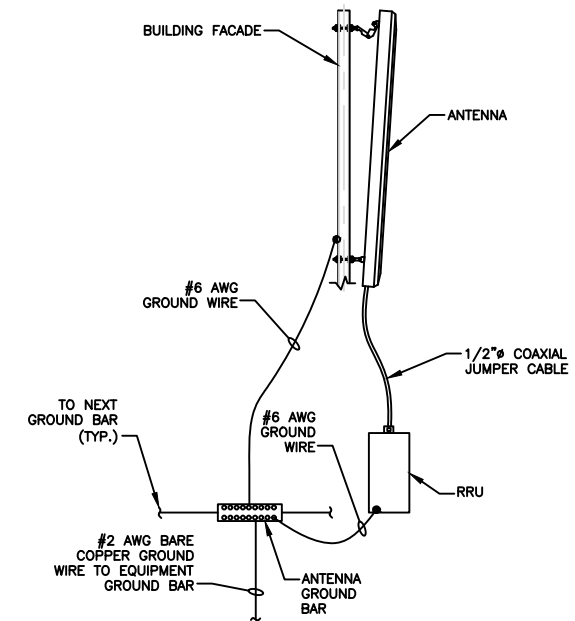 BUILDING FACADE
ANTENNA
#6 AWG
GROUND WIRE
1/2"ø COAXIAL
JUMPER CABLE
TO NEXT
GROUND BAR
(TYP.)
#6 AWG
GROUND
WIRE
RRU
#2 AWG BARE
COPPER GROUND
WIRE TO EQUIPMENT
GROUND BAR
ANTENNA
GROUND
BAR